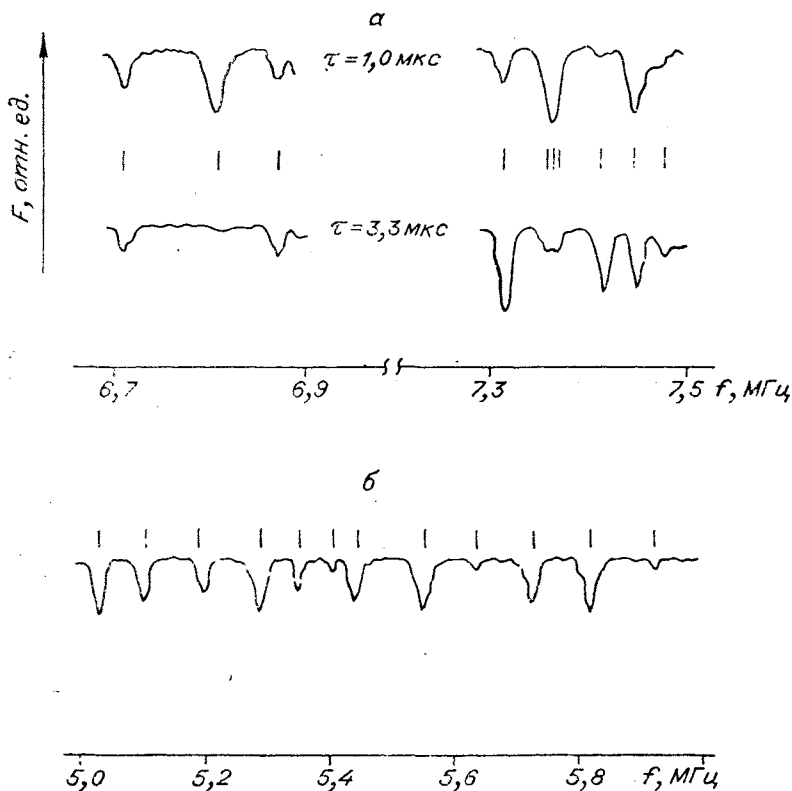 а
τ = 1,0 мкс
F, отн. ед.
τ = 3,3 мкс
6,7 6,9 7,3 7,5 f, МГц
б
5,0 5,2 5,4 5,6 5,8 f, МГц